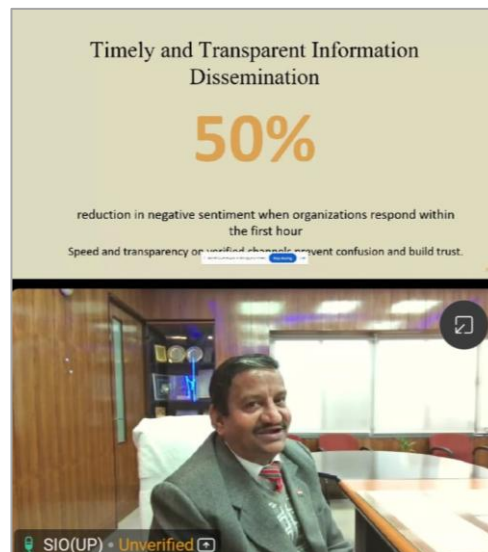 Timely and Transparent Information
Dissemination
50%
reduction in negative sentiment when organizations respond within
the first hour
Speed and transparency on verified channels prevent confusion and build trust.
SIO(UP) • Unverified